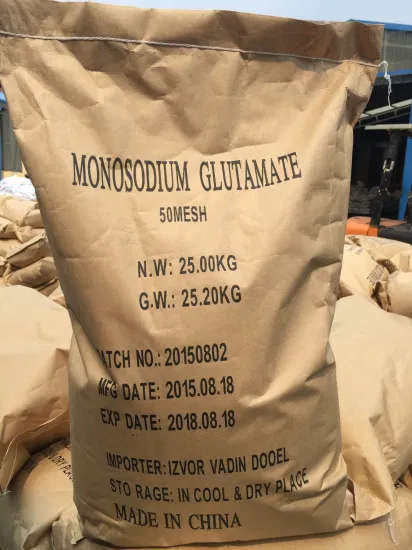 MONOSODIUM GLUTAMATE
50MESH
N.W: 25.00KG
G.W: 25.20KG
BATCH NO.: 20150802
MFG DATE: 2015.08.18
EXP DATE: 2018.08.18
IMPORTER: IZVOR VADIN DOOEL
STO RAGE: IN COOL & DRY PLACE
MADE IN CHINA